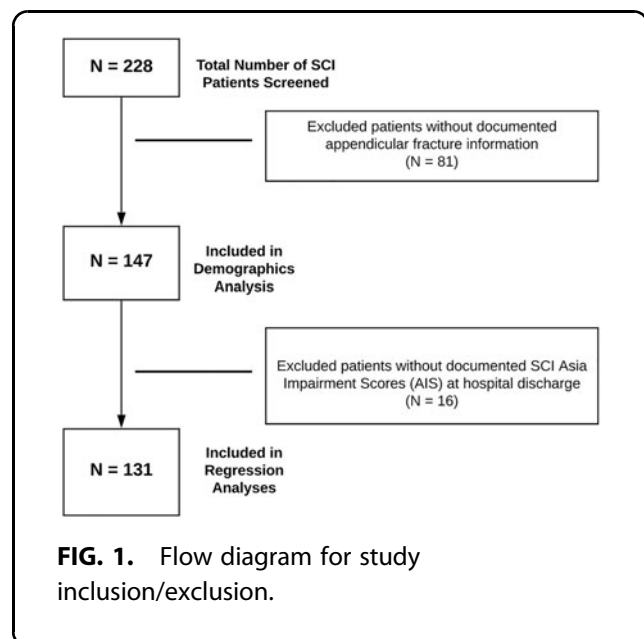 N = 228
Total Number of SCI
Patients Screened
Excluded patients without documented
appendicular fracture information
(N = 81)
N = 147
Included in
Demographics
Analysis
Excluded patients without documented SCI Asia
Impairment Scores (AIS) at hospital discharge
(N = 16)
N = 131
Included in
Regression
Analyses
FIG. 1. Flow diagram for study
inclusion/exclusion.